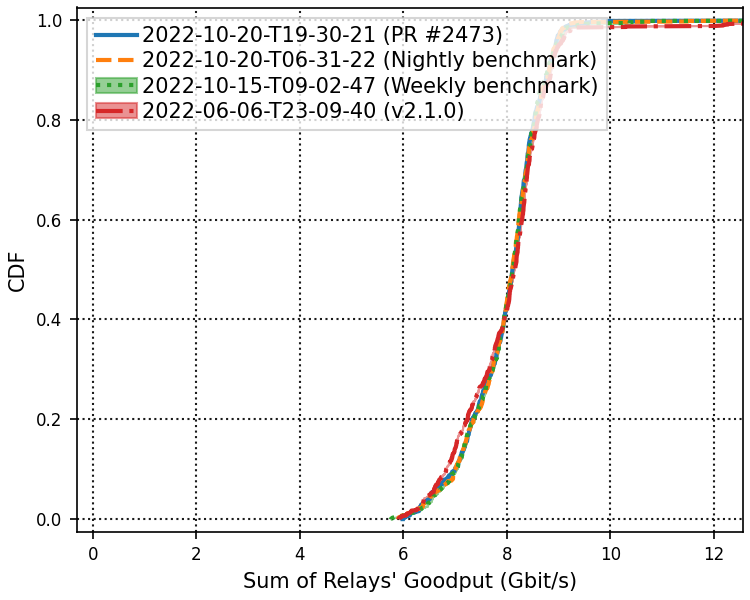 2022-10-20-T19-30-21 (PR #2473)
2022-10-20-T06-31-22 (Nightly benchmark)
2022-10-15-T09-02-47 (Weekly benchmark)
2022-06-06-T23-09-40 (v2.1.0)
1.0
0.8
0.6
0.4
0.2
0.0
CDF
0 2 4 6 8 10 12
Sum of Relays' Goodput (Gbit/s)